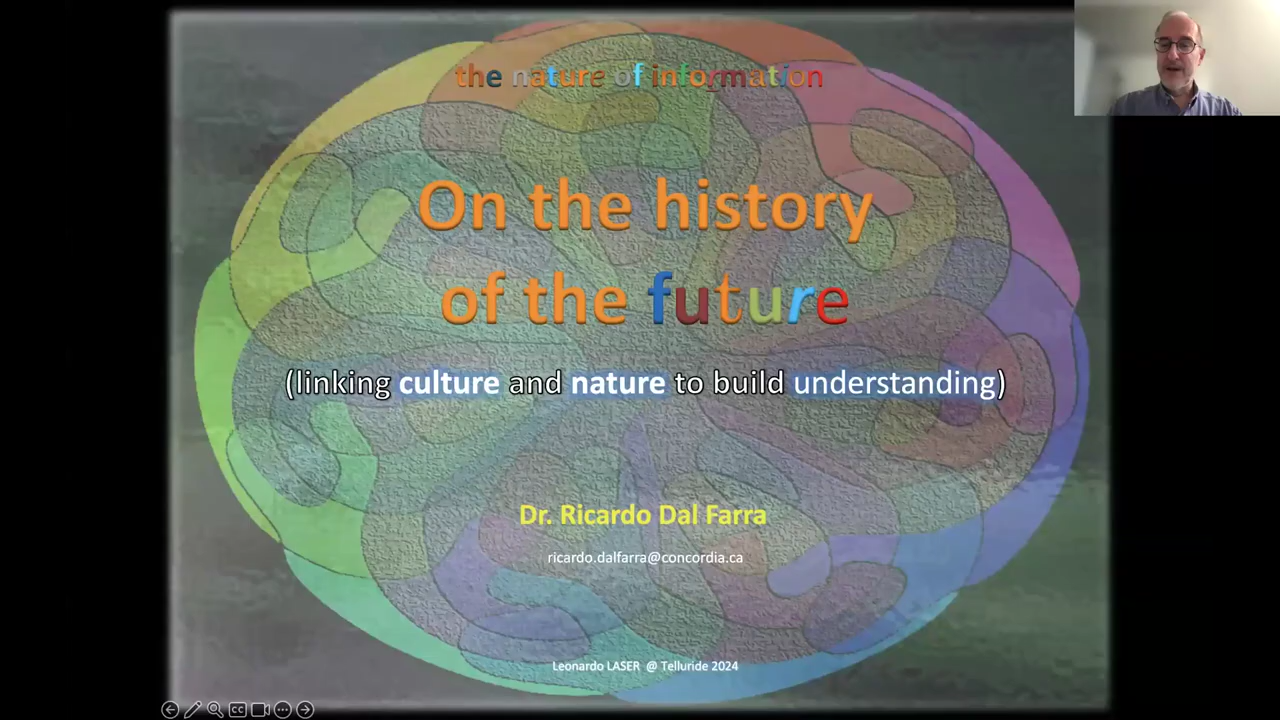 the nature of information
On the history
of the future
(linking culture and nature to build understanding)
Dr. Ricardo Dal Farra
ricardo.dalfarra@concordia.ca
Leonardo LASER @ Telluride 2024
CC